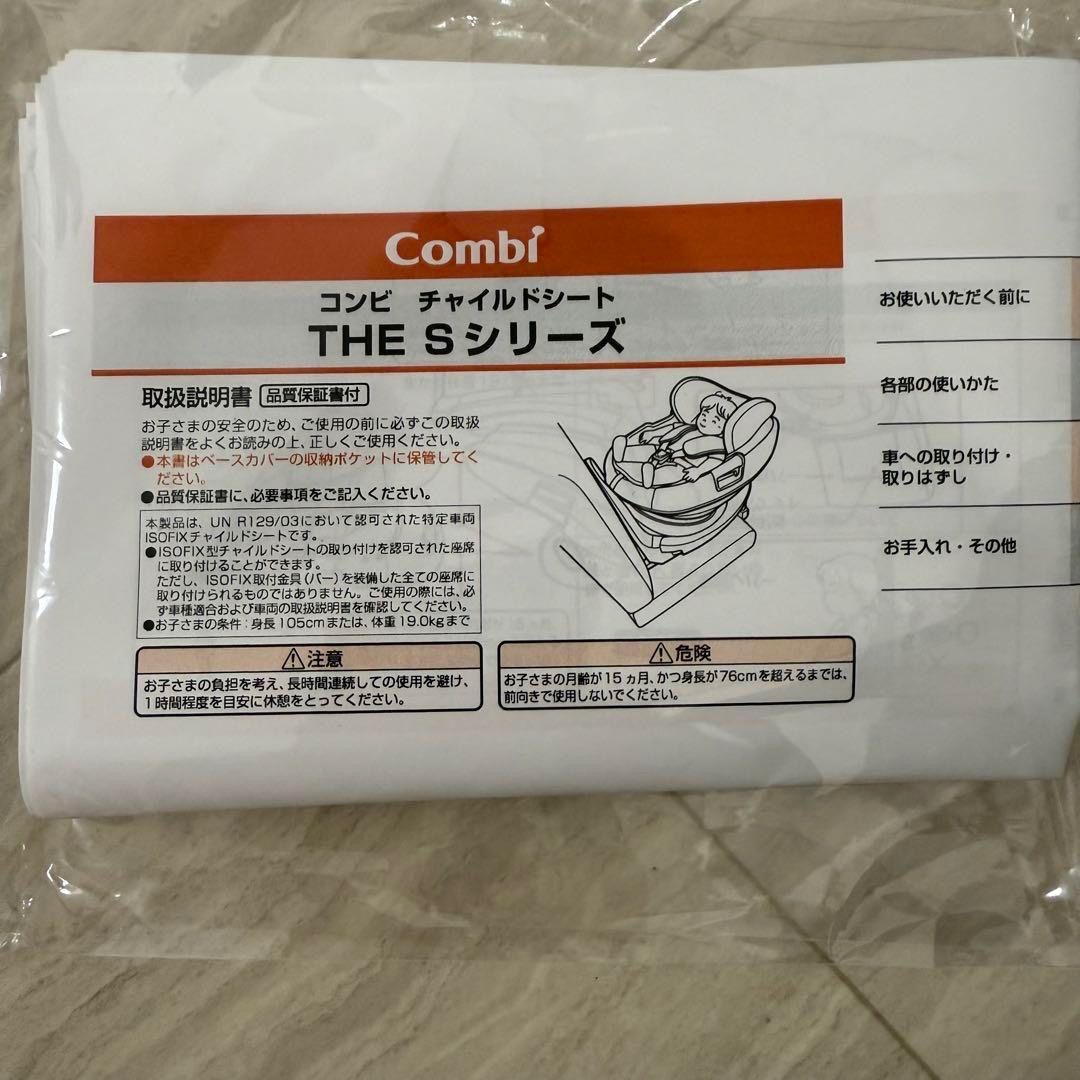 Combi
コンビ チャイルドシート
THE Sシリーズ
取扱説明書 品質保証書付
お子さまの安全のため、ご使用の前に必ずこの取扱
説明書をよくお読みの上、正しくご使用ください。
●本書はベースカバーの収納ポケットに保管してく
ださい。
●品質保証書に、必要事項をご記入ください。
本製品は、UN R129/03において認可された特定車両
ISOFIXチャイルドシートです。
●ISOFIX型チャイルドシートの取り付けを認可された座席
に取り付けることができます。
ただし、ISOFIX取付金具（バー）を装備した全ての座席に
取り付けられるものではありません。ご使用の際には、必
ず車種適合および車両の取扱説明書を確認してください。
●お子さまの条件：身長105cmまたは、体重19.0kgまで
⚠注意
お子さまの負担を考え、長時間連続しての使用を避け、
1時間程度を目安に休憩をとってください。
⚠危険
お子さまの月齢が15ヵ月、かつ身長が76cmを超えるまでは、
前向きで使用しないでください。
お使いいただく前に
各部の使いかた
車への取り付け・
取りはずし
お手入れ・その他